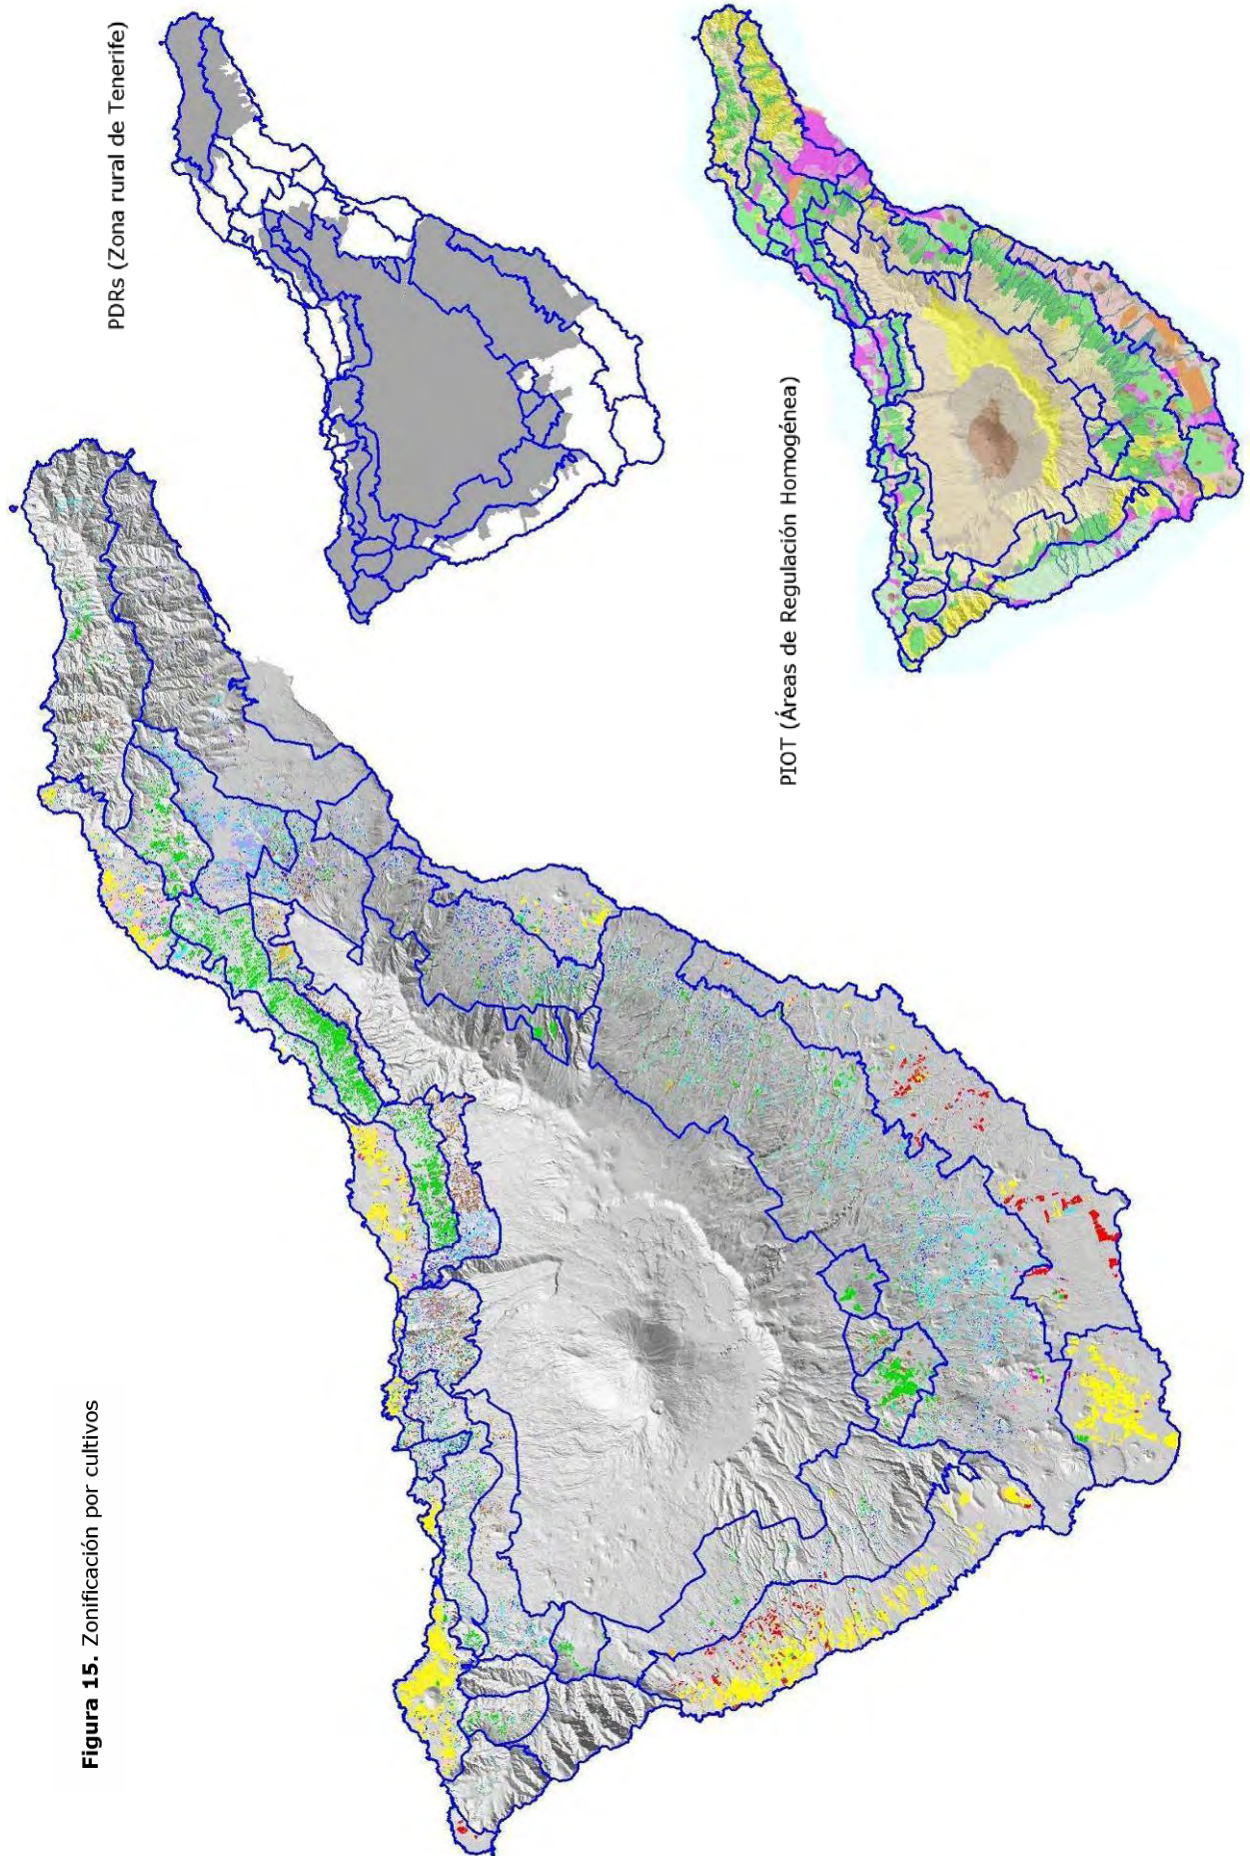 Figura 15. Zonificación por cultivos
PDRs (Zona rural de Tenerife)
PIOT (Áreas de Regulación Homogénea)